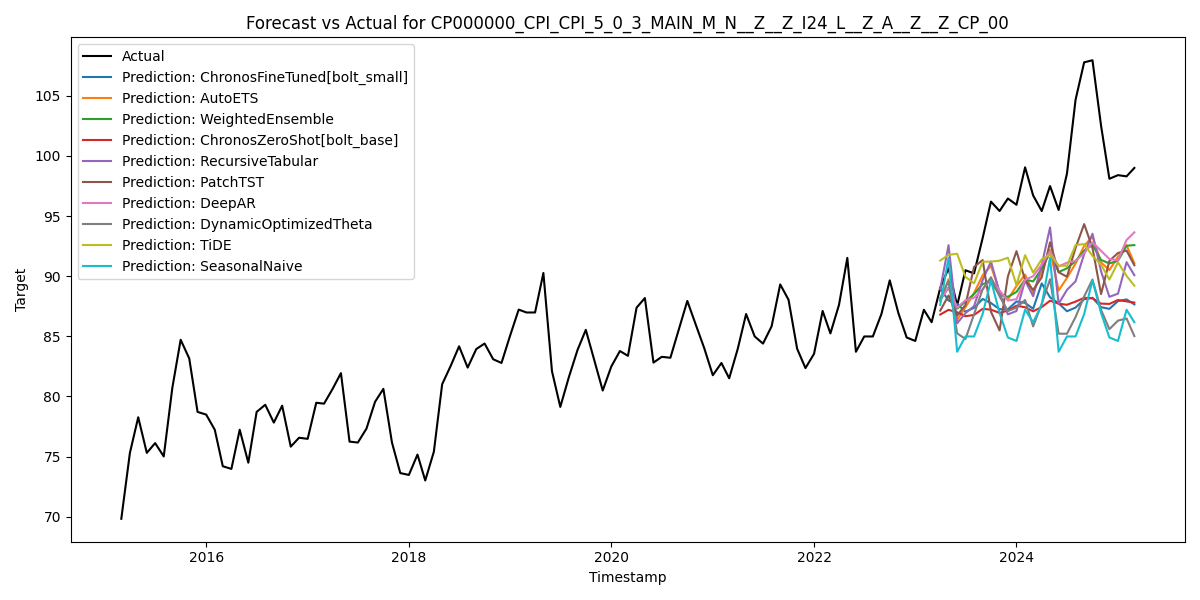 Forecast vs Actual for CP000000_CPI_CPI_5_0_3_MAIN_M_N__Z__Z_I24_L__Z_A__Z__Z_CP_00
Actual
Prediction: ChronosFineTuned[bolt_small]
Prediction: AutoETS
Prediction: WeightedEnsemble
Prediction: ChronosZeroShot[bolt_base]
Prediction: RecursiveTabular
Prediction: PatchTST
Prediction: DeepAR
Prediction: DynamicOptimizedTheta
Prediction: TiDE
Prediction: SeasonalNaive
Target
105
100
95
90
85
80
75
70
2016 2018 2020 2022 2024
Timestamp